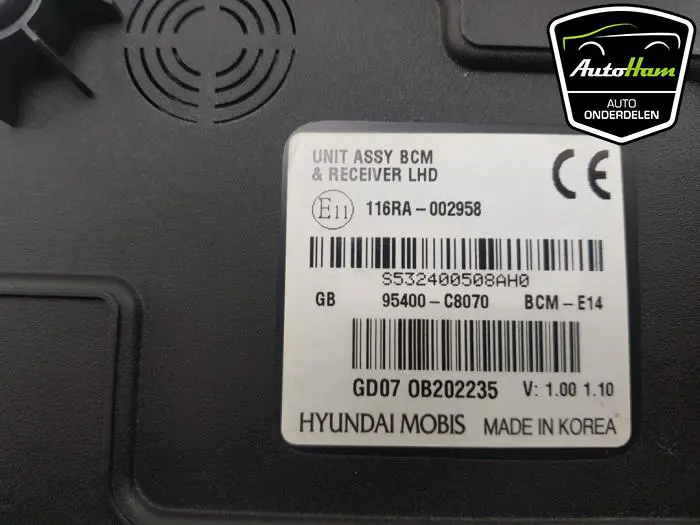 AutoHam
AUTO
ONDERDELEN
UNIT ASSY BCM
& RECEIVER LHD
E11 116RA-002958
CE
S532400508AH0
GB 95400-C8070 BCM-E14
GD07 0B202235 V: 1.00 1.10
HYUNDAI MOBIS MADE IN KOREA